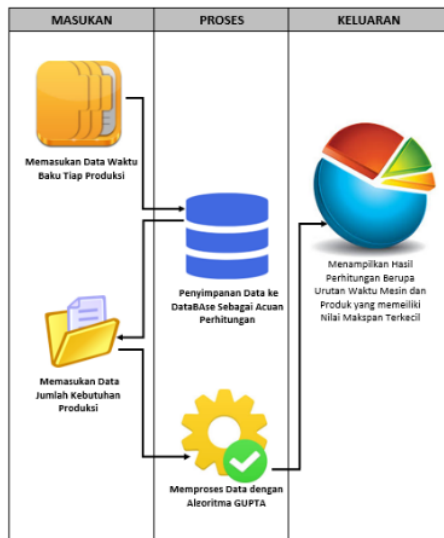 MASUKAN
PROSES
KELUARAN
Memasukan Data Waktu
Baku Tiap Produksi
Penyimpanan Data ke
DataBAse Sebagai Acuan
Perhitungan
Menampilkan Hasil
Perhitungan Berupa
Urutan Waktu Mesin dan
Produk yang memeiliki
Nilai Makspan Terkecil
Memasukan Data
Jumlah Kebutuhan
Produksi
Memproses Data dengan
Algoritma GUPTA